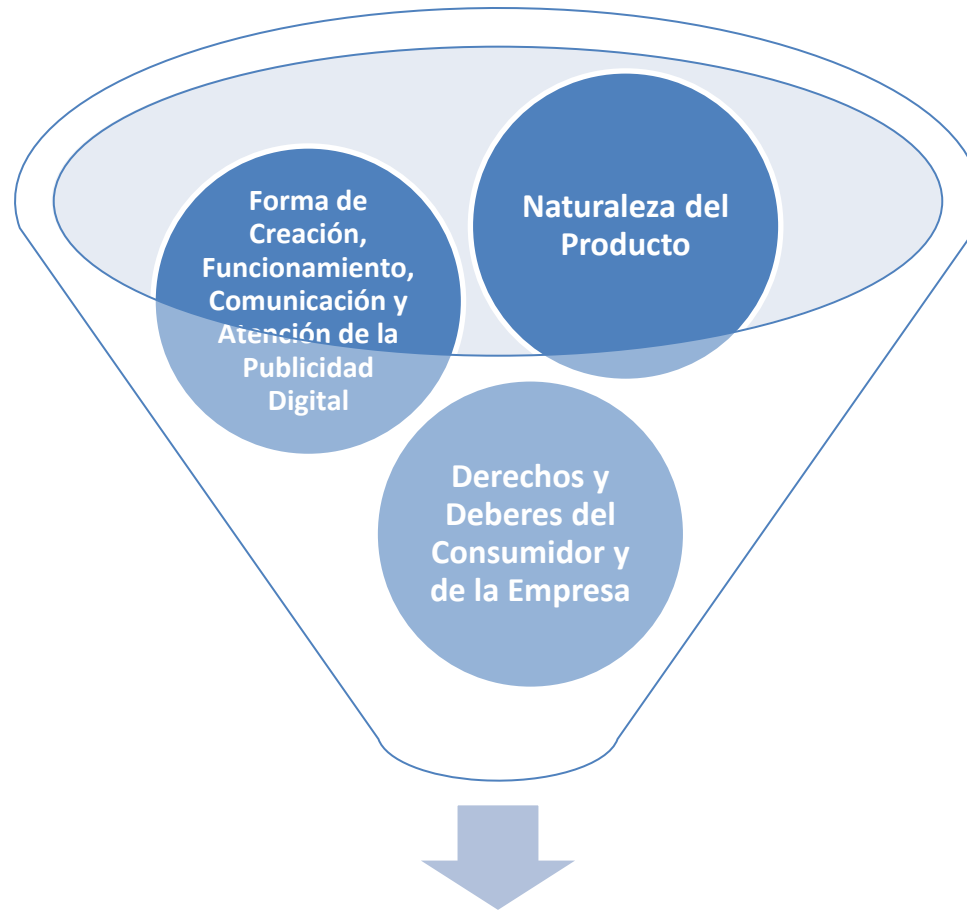 Forma de
Creación,
Funcionamiento,
Comunicación y
Atención de la
Publicidad
Digital
Naturaleza del
Producto
Derechos y
Deberes del
Consumidor y
de la Empresa